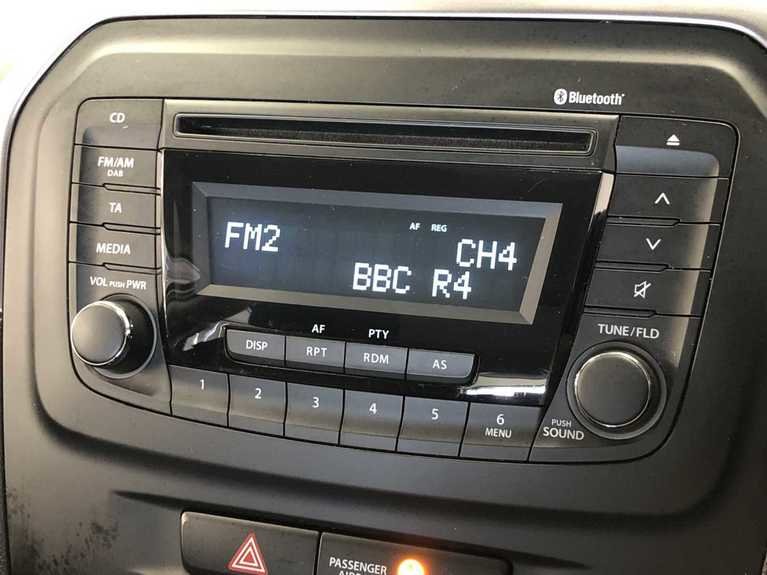 Bluetooth
CD
FM/AM
DAB
TA
MEDIA
VOL PUSH PWR
FM2
AF REG
CH4
BBC R4
AF
PTY
DISP
RPT
RDM
AS
1
2
3
4
5
6
MENU
TUNE/FLD
PUSH
SOUND
PASSENGER